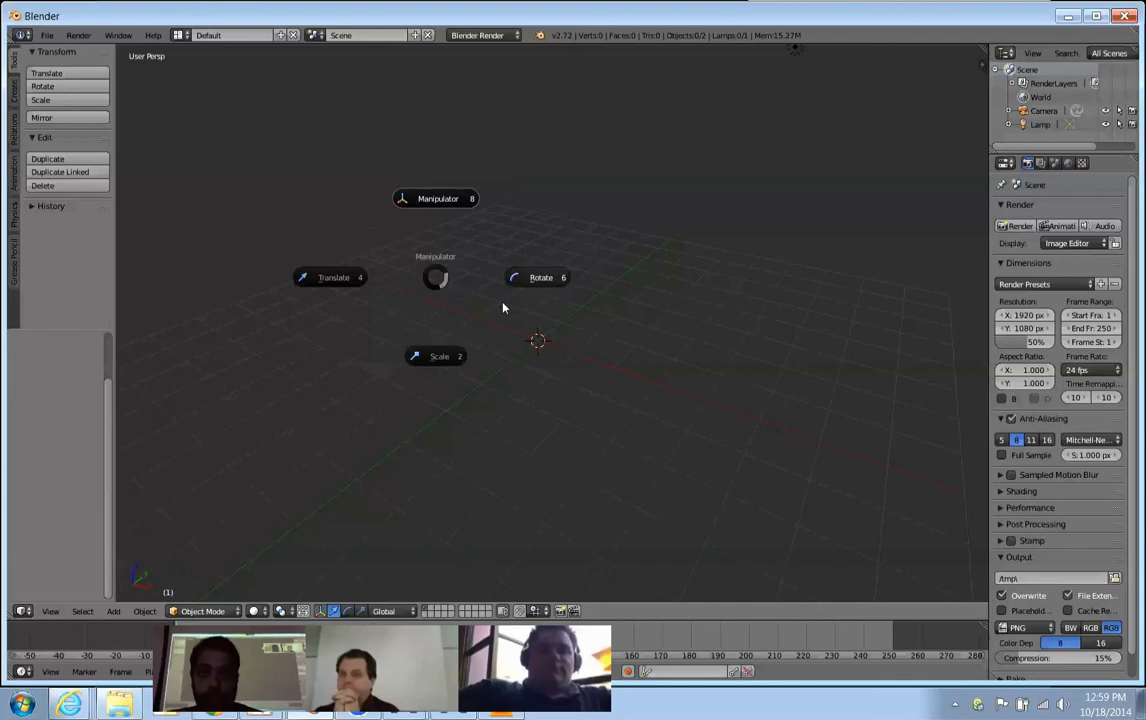 Blender
File Render Window Help Default Scene Blender Render v2.72 | Verts:0 | Faces:0 | Tris:0 | Objects:0/2 | Lamps:0/1 | Mem:15.27M
Transform
Translate
Rotate
Scale
Mirror
Edit
Duplicate
Duplicate Linked
Delete
History
Tools
Create
Relations
Animation
Physics
Grease Pencil
User Persp
Manipulator 8
Manipulator
Translate 4
Rotate 6
Scale 2
(1)
View Select Add Object Object Mode Global
-50 -40 -30 -20 -10 0 160 170 180 190 200 210 220 230 240 250 260 270 280
View Marker Frame
View Search All Scenes
Scene
RenderLayers
World
Camera
Lamp
Scene
Render
Render Animati Audio
Display: Image Editor
Dimensions
Render Presets
Resolution: Frame Range:
X: 1920 px Start Fra: 1
Y: 1080 px End Fr: 250
50% Frame St: 1
Aspect Ratio: Frame Rate:
X: 1.000 24 fps
Y: 1.000 Time Remappi
B Cr 10 10
Anti-Aliasing
5 8 11 16 Mitchell-Ne...
Full Sample S: 1.000 px
Sampled Motion Blur
Shading
Performance
Post Processing
Stamp
Output
/tmp\
Overwrite File Exten...
Placehold... Cache Re...
PNG BW RGB RGB
Color Dep 8 16
Compression: 15%
12:59 PM
10/18/2014